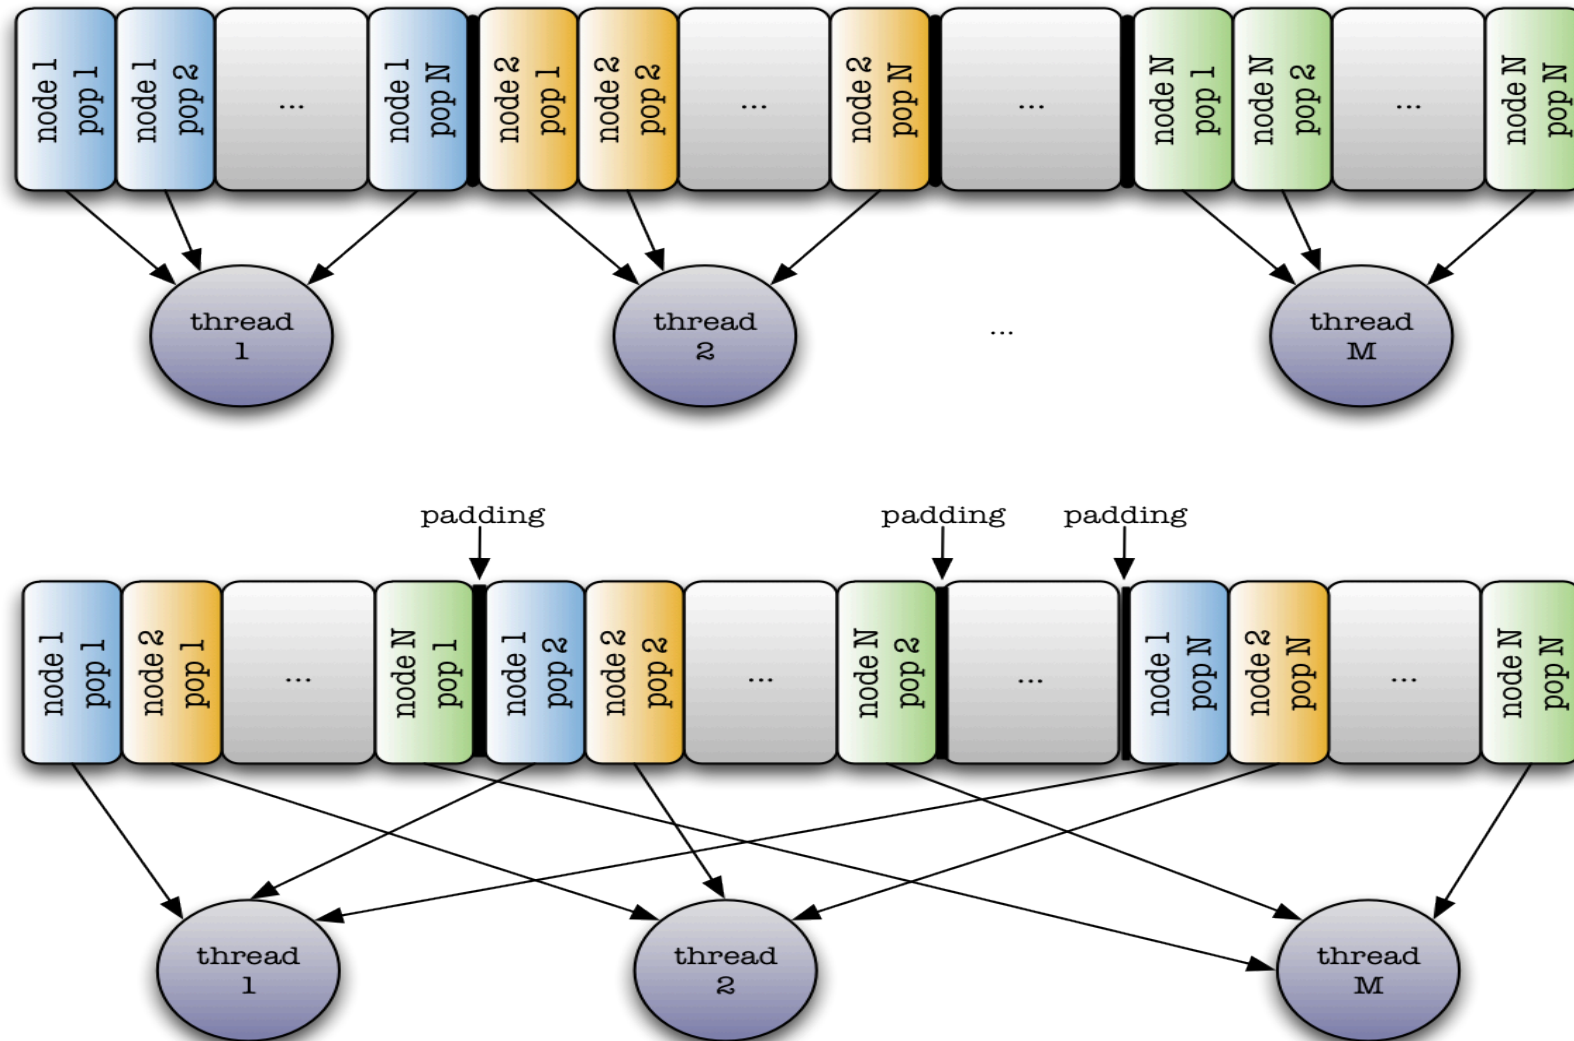 node 1
pop 1
node 1
pop 2
...
node 1
pop N
node 2
pop 1
node 2
pop 2
...
node 2
pop N
...
node N
pop 1
node N
pop 2
...
node N
pop N
thread
1
thread
2
...
thread
M
padding
padding
padding
node 1
pop 1
node 2
pop 1
...
node N
pop 1
node 1
pop 2
node 2
pop 2
...
node N
pop 2
...
node 1
pop N
node 2
pop N
...
node N
pop N
thread
1
thread
2
thread
M